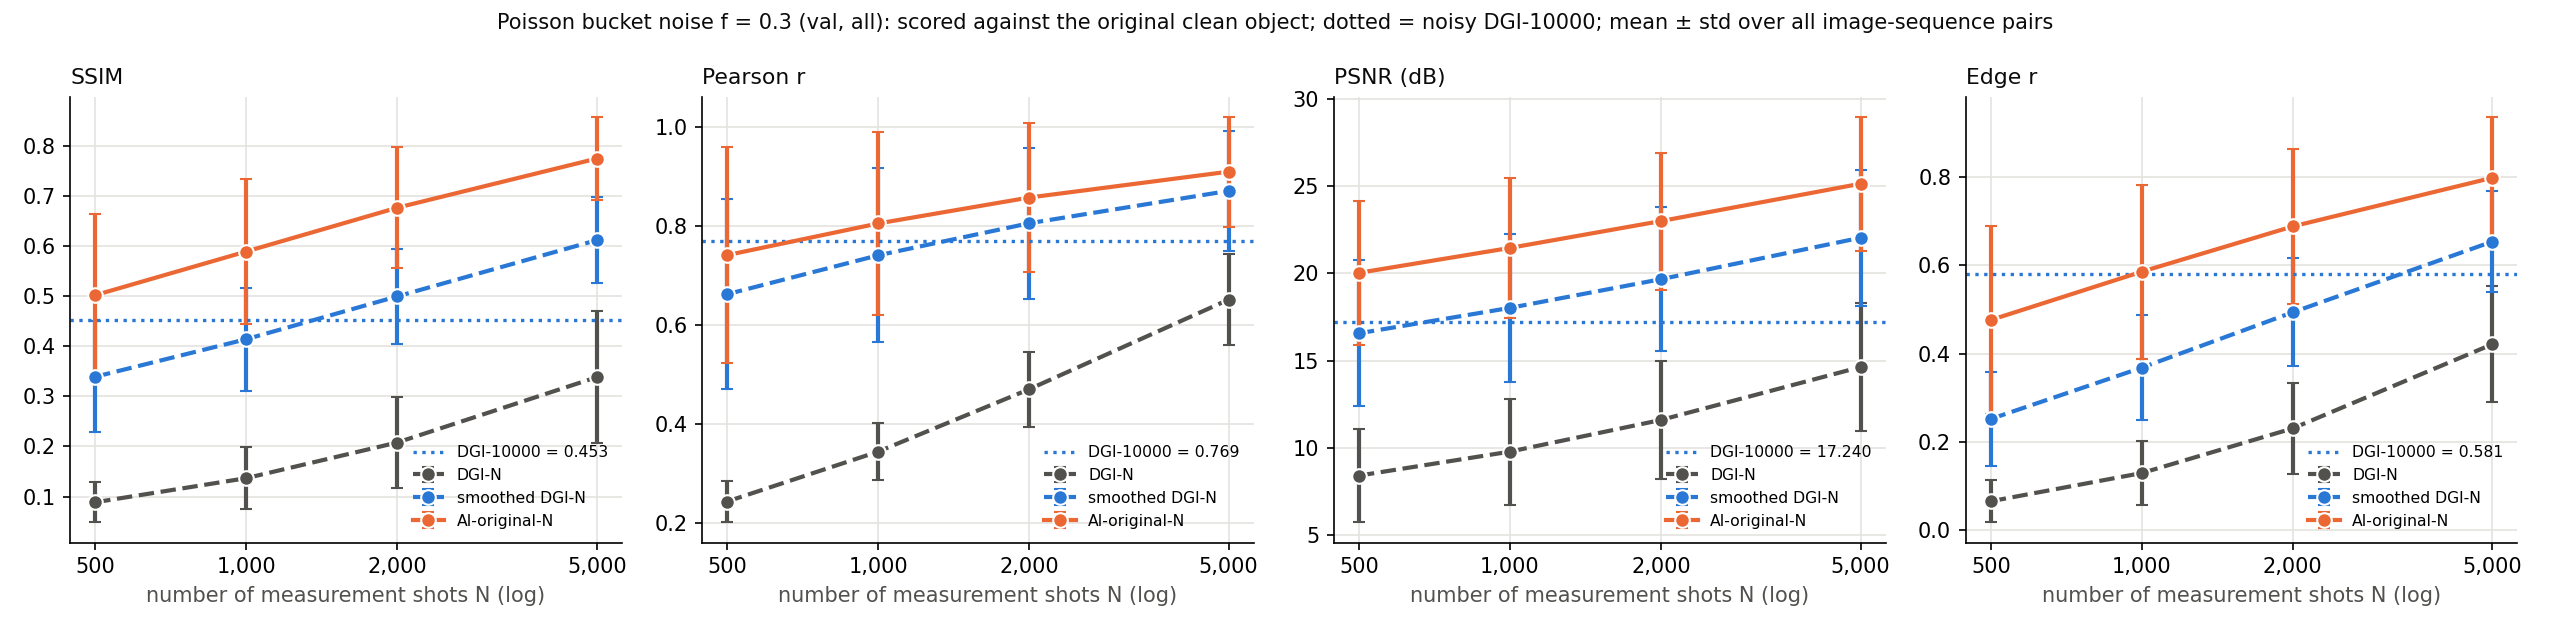 Poisson bucket noise f = 0.3 (val, all): scored against the original clean object; dotted = noisy DGI-10000; mean ± std over all image-sequence pairs
SSIM
0.8
0.7
0.6
0.5
0.4
0.3
0.2
0.1
DGI-10000 = 0.453
DGI-N
smoothed DGI-N
AI-original-N
500
1,000
2,000
5,000
number of measurement shots N (log)
Pearson r
1.0
0.8
0.6
0.4
0.2
DGI-10000 = 0.769
DGI-N
smoothed DGI-N
AI-original-N
500
1,000
2,000
5,000
number of measurement shots N (log)
PSNR (dB)
30
25
20
15
10
5
DGI-10000 = 17.240
DGI-N
smoothed DGI-N
AI-original-N
500
1,000
2,000
5,000
number of measurement shots N (log)
Edge r
0.8
0.6
0.4
0.2
0.0
DGI-10000 = 0.581
DGI-N
smoothed DGI-N
AI-original-N
500
1,000
2,000
5,000
number of measurement shots N (log)